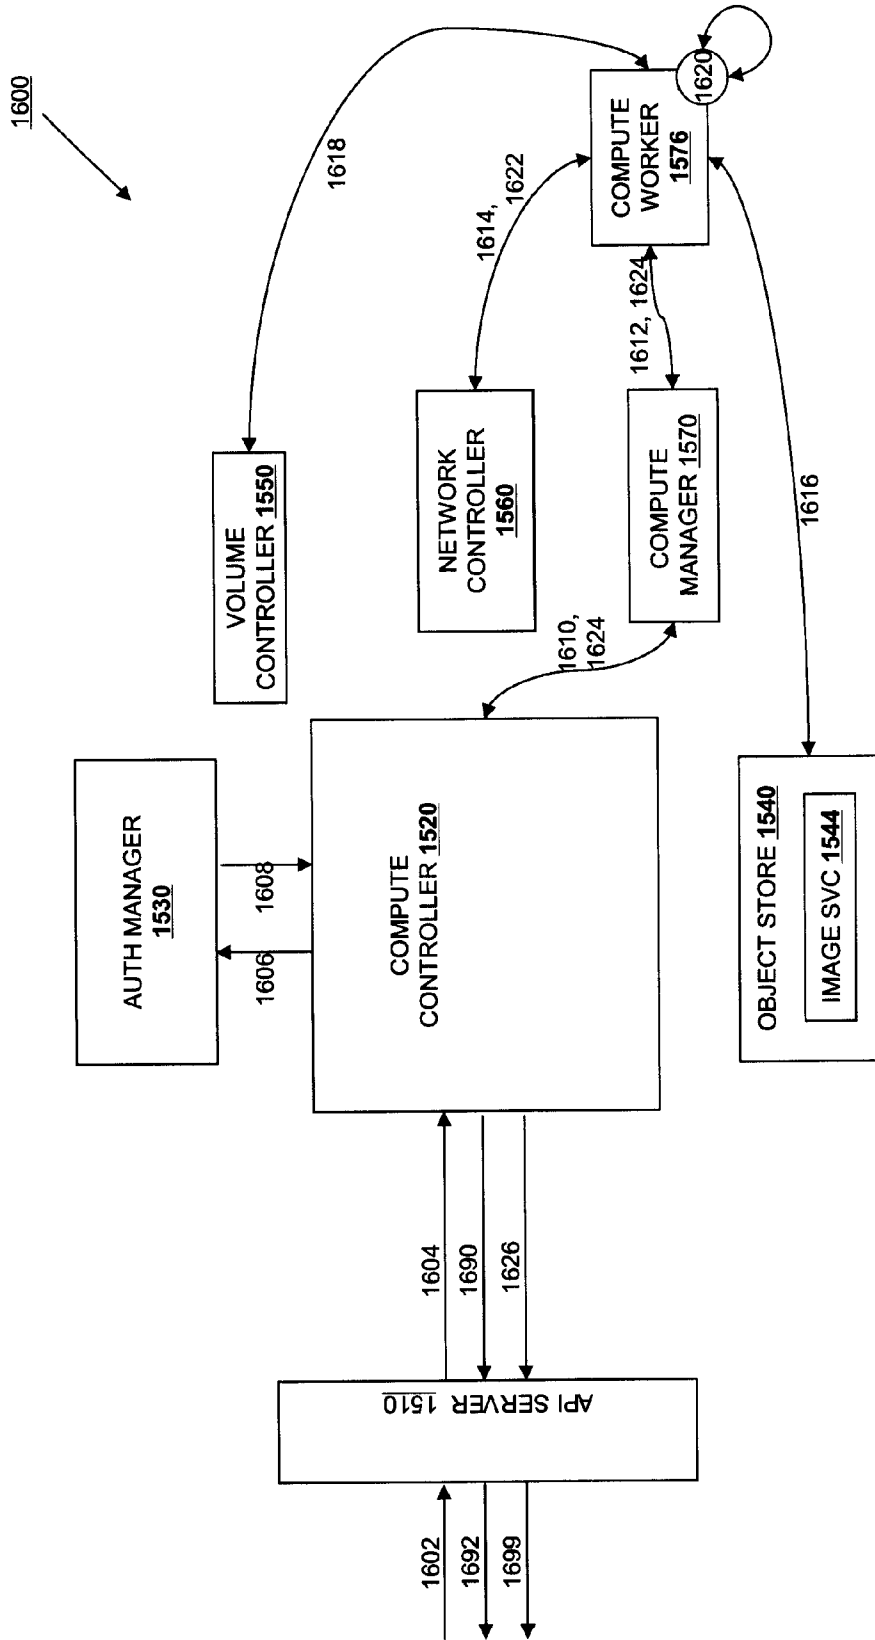 1600
AUTH MANAGER
1530
VOLUME
CONTROLLER 1550
1618
1606
1608
1614,
1622
NETWORK
CONTROLLER
1560
COMPUTE
WORKER
1576
1620
1602
1692
1699
API SERVER 1510
1604
1690
1626
COMPUTE
CONTROLLER 1520
1610,
1624
COMPUTE
MANAGER 1570
1612, 1624
OBJECT STORE 1540
IMAGE SVC 1544
1616